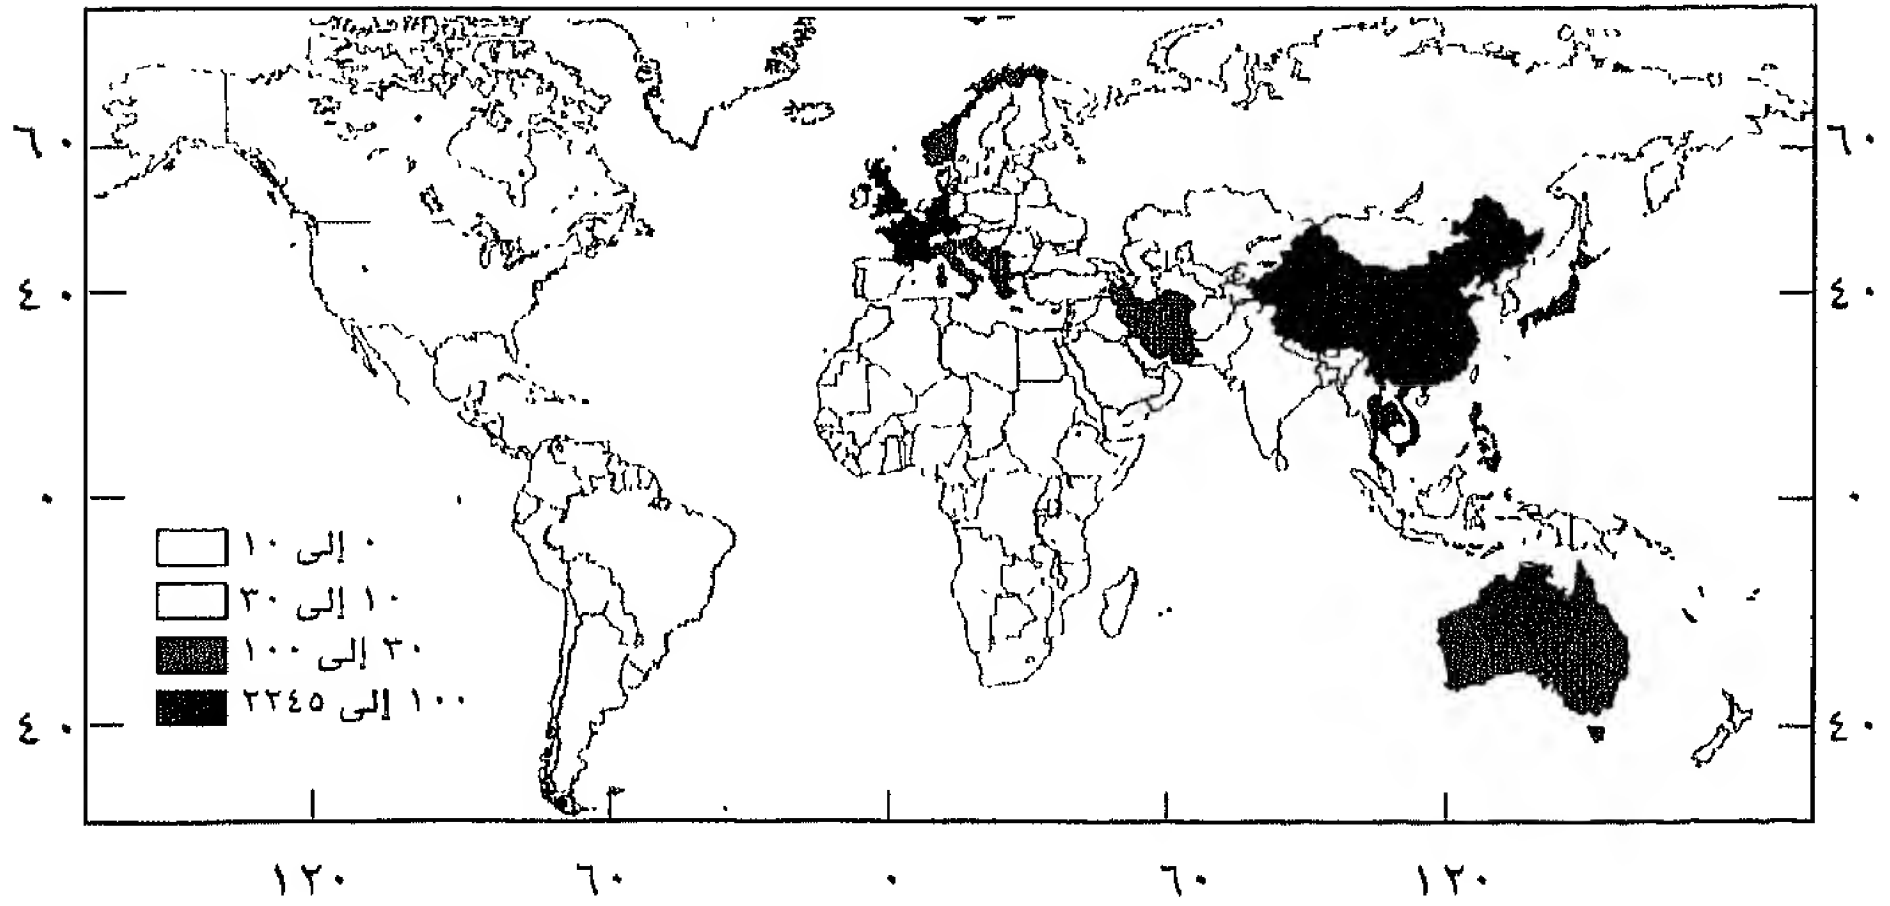 ٦٠ ٦٠
٤٠ ٤٠
٠ ٠
٠ إلى ١٠
١٠ إلى ٣٠
٣٠ إلى ١٠٠
١٠٠ إلى ٢٢٤٥
٤٠ ٤٠
١٢٠ ٦٠ ٠ ٦٠ ١٢٠